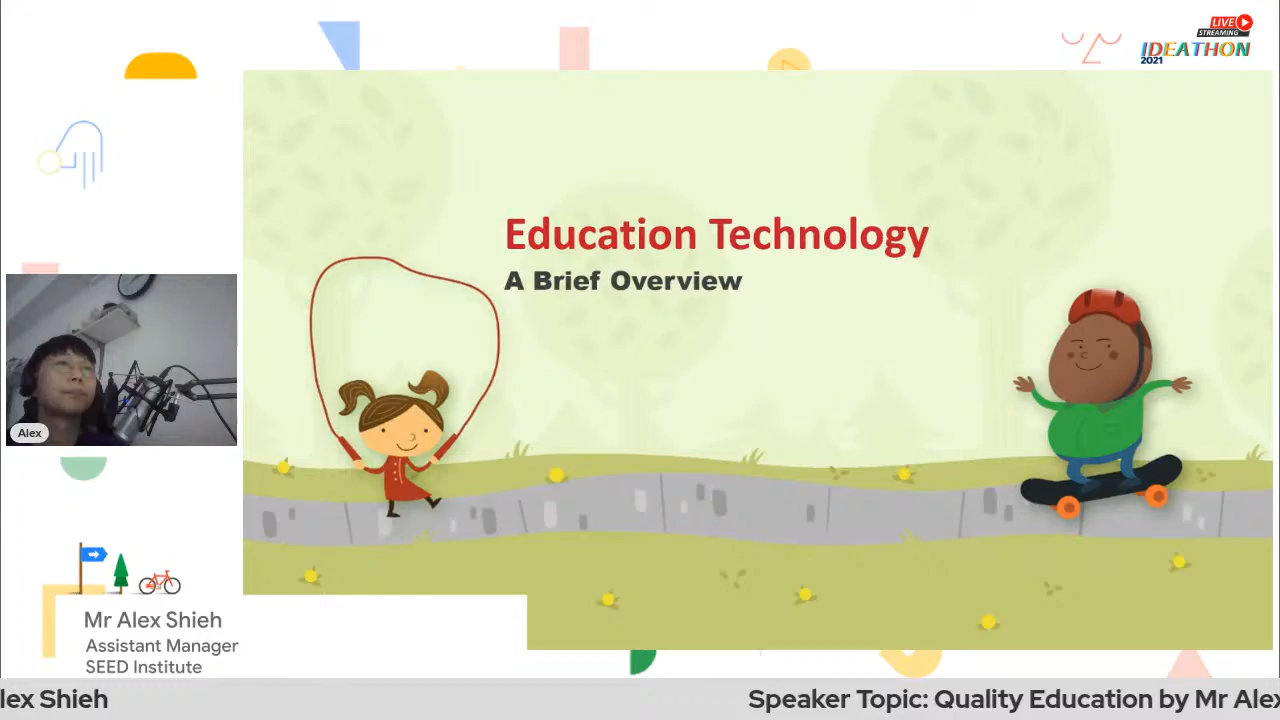 LIVE
STREAMING
IDEATHON
2021
Education Technology
A Brief Overview
Alex
Mr Alex Shieh
Assistant Manager
SEED Institute
lex Shieh
Speaker Topic: Quality Education by Mr Alex